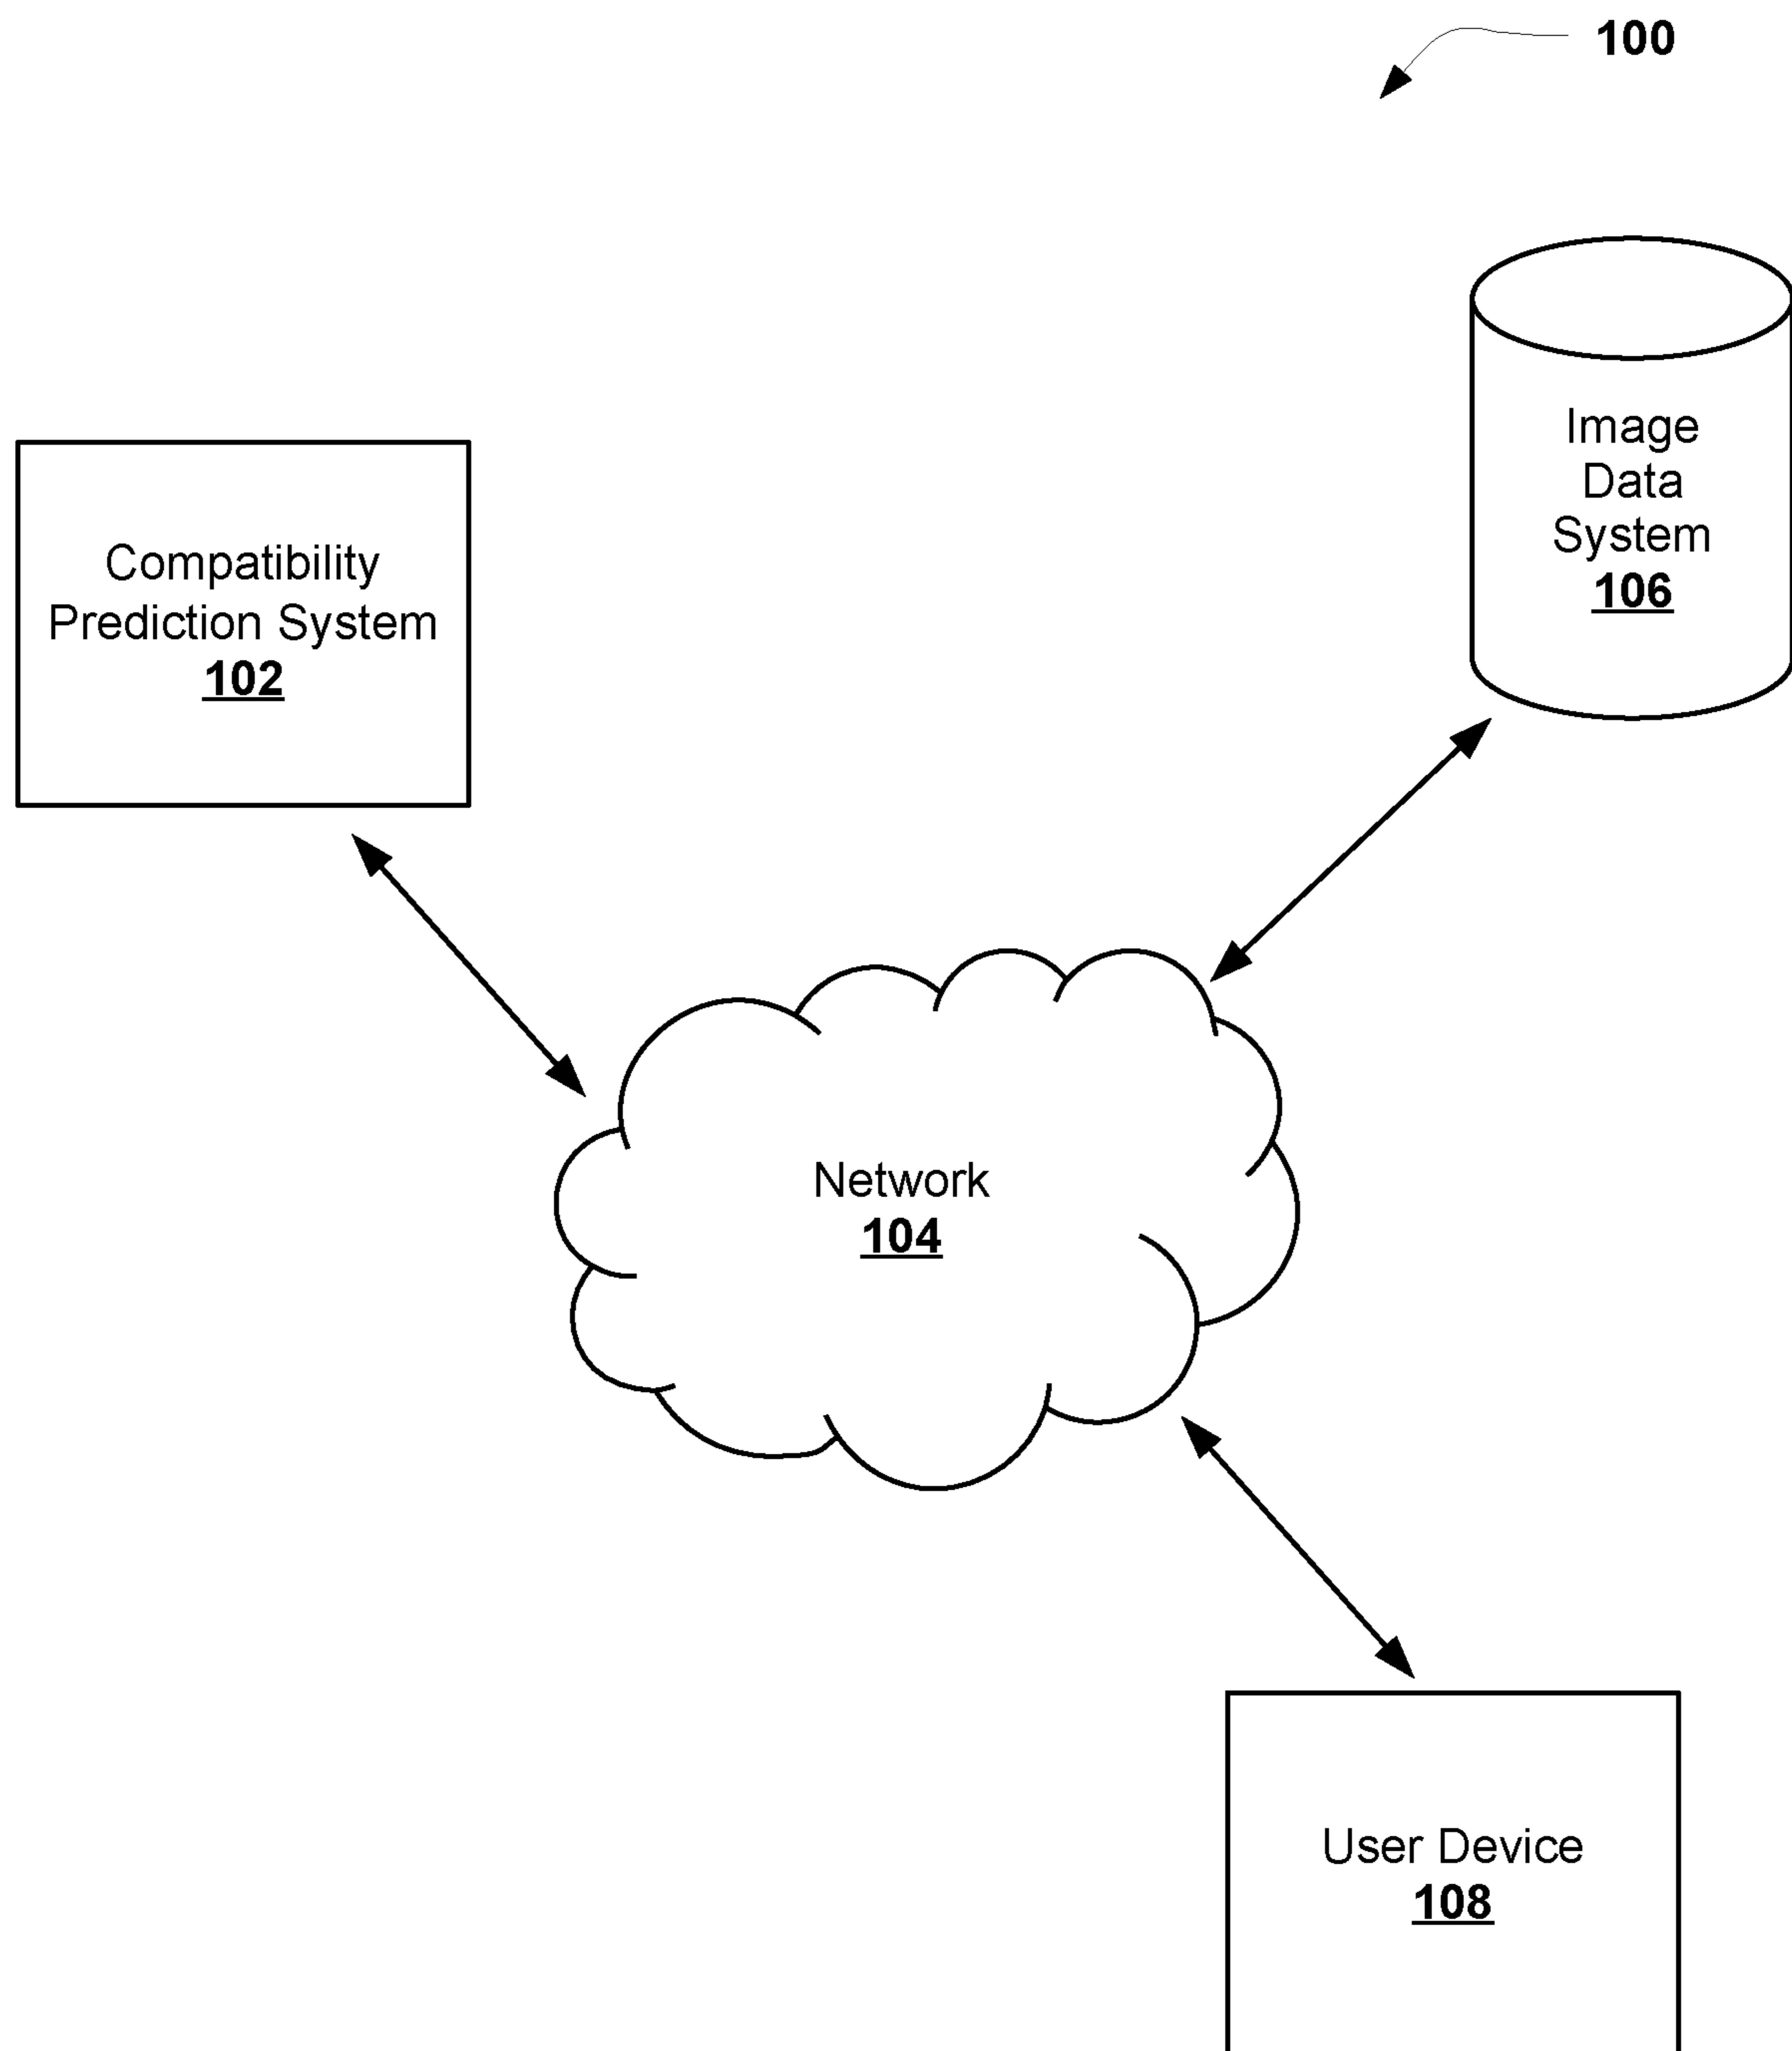 100
Image
Data
System
106
Compatibility
Prediction System
102
Network
104
User Device
108